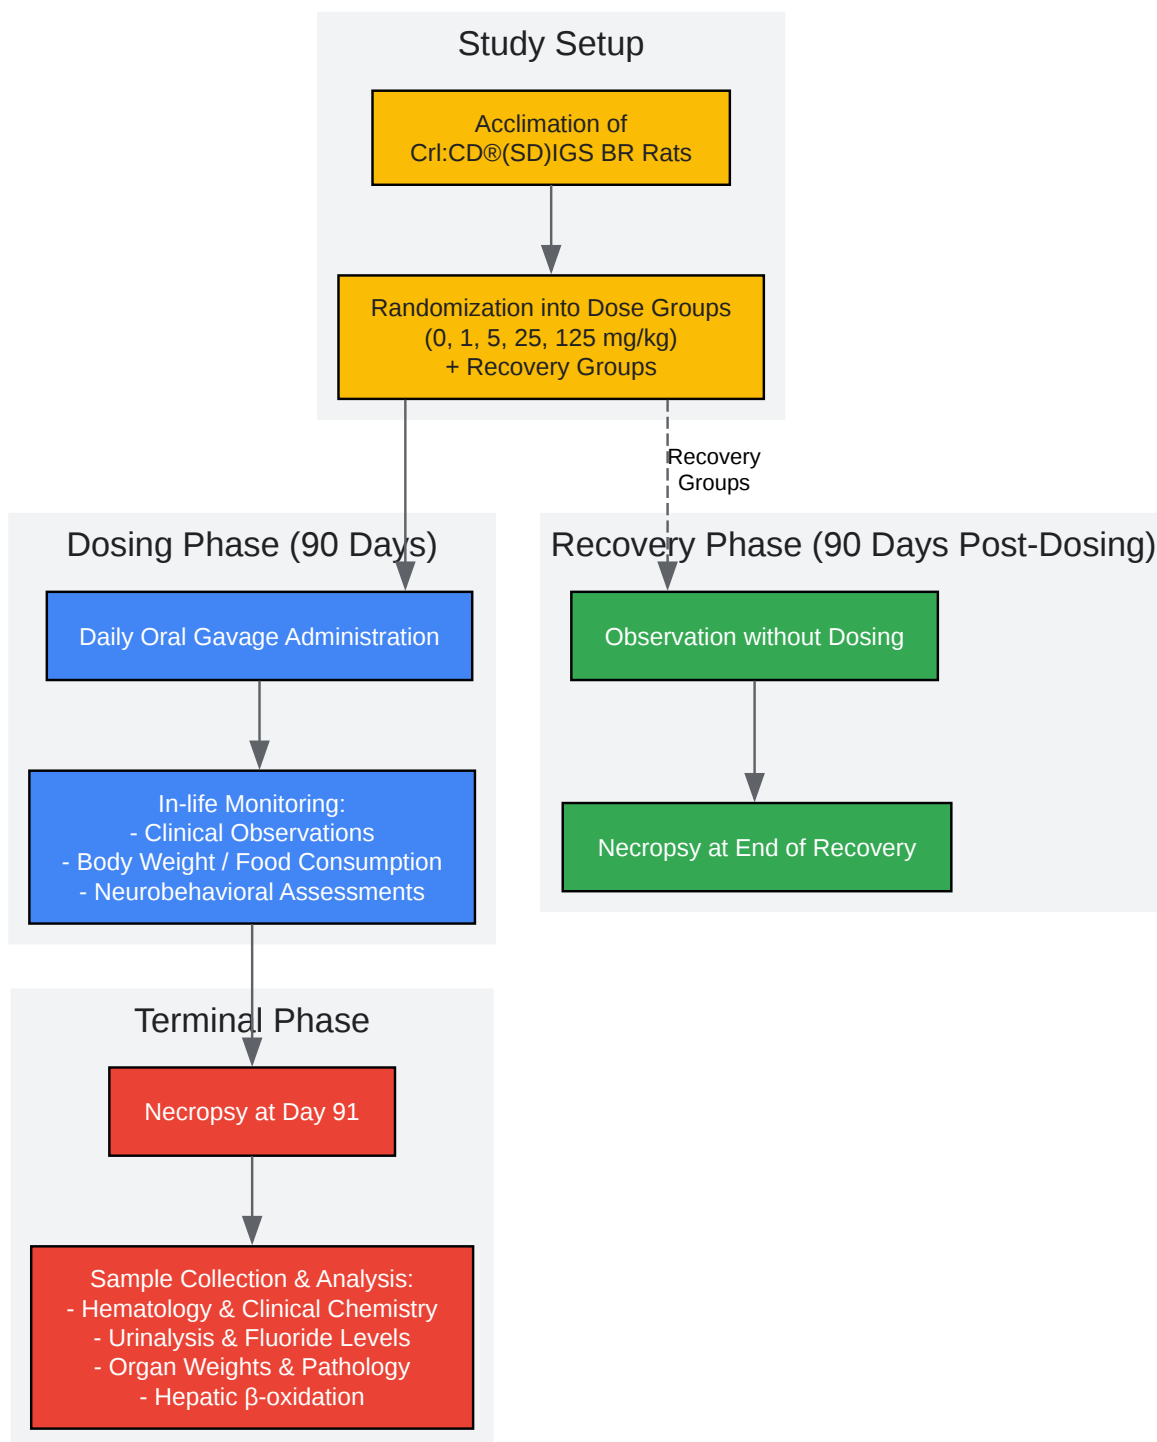 Study Setup
Acclimation of
Crl:CD®(SD)IGS BR Rats
Randomization into Dose Groups
(0, 1, 5, 25, 125 mg/kg)
+ Recovery Groups
Recovery
Groups
Dosing Phase (90 Days)
Daily Oral Gavage Administration
In-life Monitoring:
- Clinical Observations
- Body Weight / Food Consumption
- Neurobehavioral Assessments
Recovery Phase (90 Days Post-Dosing)
Observation without Dosing
Necropsy at End of Recovery
Terminal Phase
Necropsy at Day 91
Sample Collection & Analysis:
- Hematology & Clinical Chemistry
- Urinalysis & Fluoride Levels
- Organ Weights & Pathology
- Hepatic β-oxidation